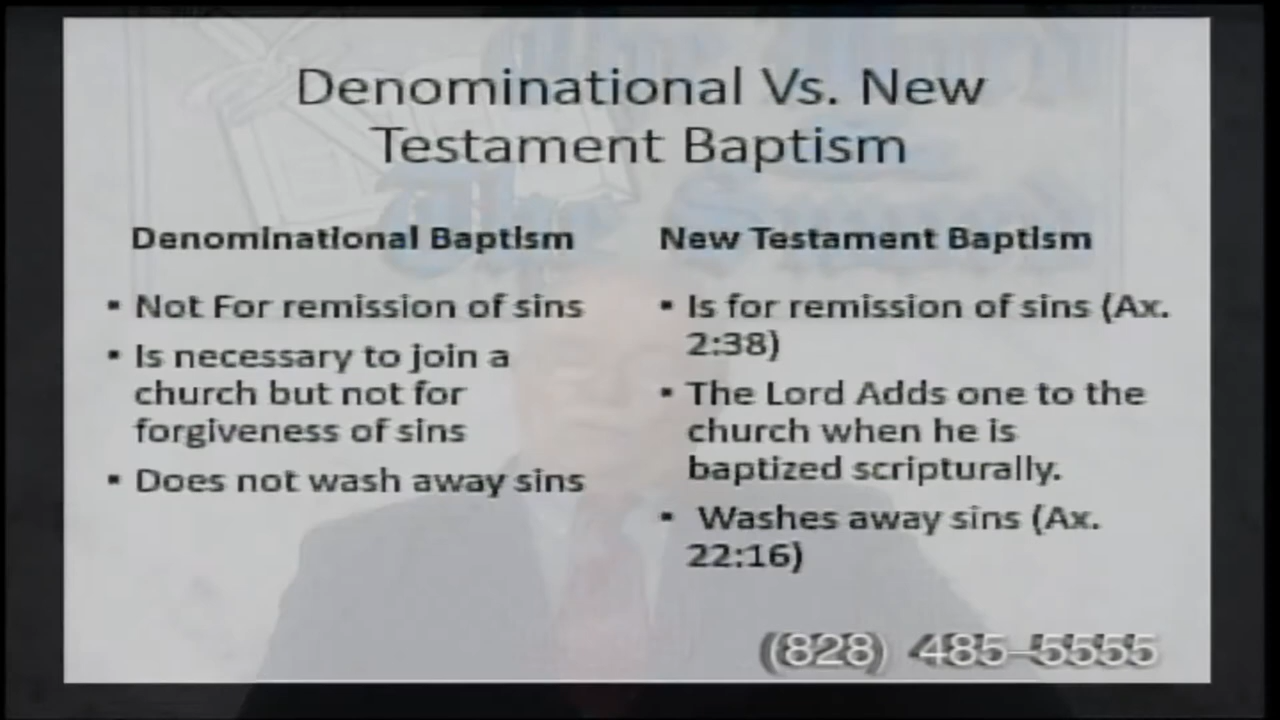 Denominational Vs. New
Testament Baptism
Denominational Baptism
▪ Not For remission of sins
▪ Is necessary to join a
church but not for
forgiveness of sins
▪ Does not wash away sins
New Testament Baptism
▪ Is for remission of sins (Ax.
2:38)
▪ The Lord Adds one to the
church when he is
baptized scripturally.
▪ Washes away sins (Ax.
22:16)
(828) 485-5555